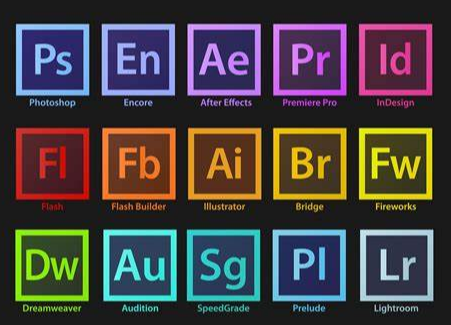 Ps En Ae Pr Id
Photoshop Encore After Effects Premiere Pro InDesign
Fl Fb Ai Br Fw
Flash Flash Builder Illustrator Bridge Fireworks
Dw Au Sg Pl Lr
Dreamweaver Audition SpeedGrade Prelude Lightroom